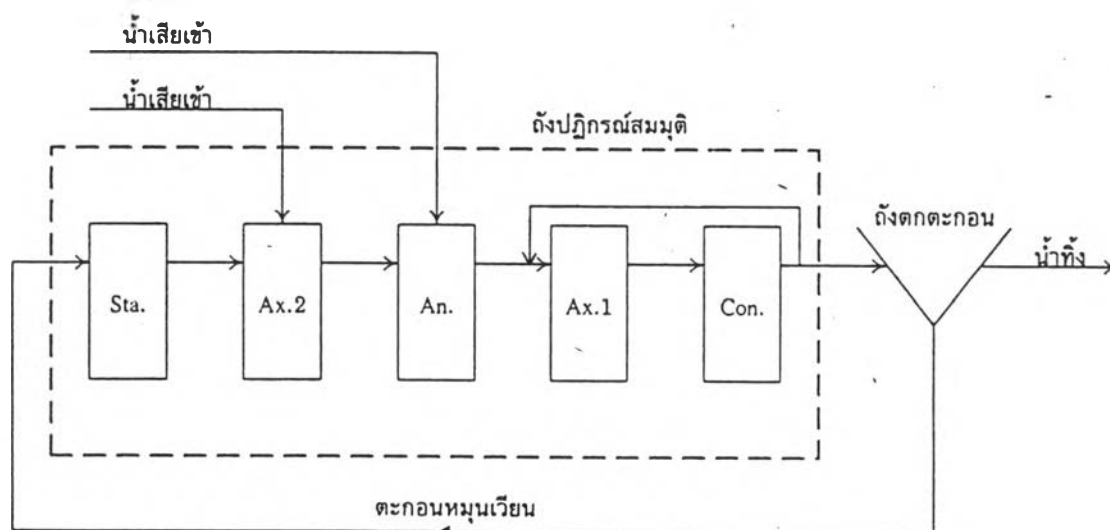 น้ำเสียเข้า
น้ำเสียเข้า
ถังปฏิกรณ์สมมุติ
ถังตกตะกอน
น้ำทิ้ง
Sta.
Ax.2
An.
Ax.1
Con.
ตะกอนหมุนเวียน